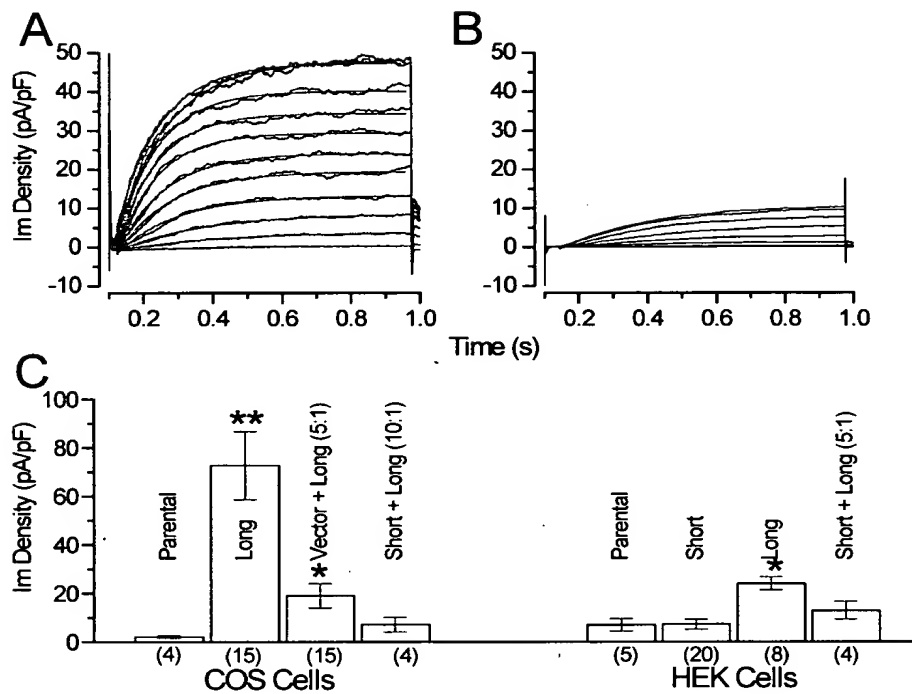 A
B
Im Density (pA/pF)
50
40
30
20
10
0
-10
0.2
0.4
0.6
0.8
1.0
50
40
30
20
10
0
-10
0.2
0.4
0.6
0.8
1.0
Time (s)
C
Im Density (pA/pF)
100
80
60
40
20
0
Parental
**
Long
Vector + Long (5:1)
*
Short + Long (10:1)
Parental
Short
Long
*
Short + Long (5:1)
(4)
(15)
(15)
(4)
(5)
(20)
(8)
(4)
COS Cells
HEK Cells